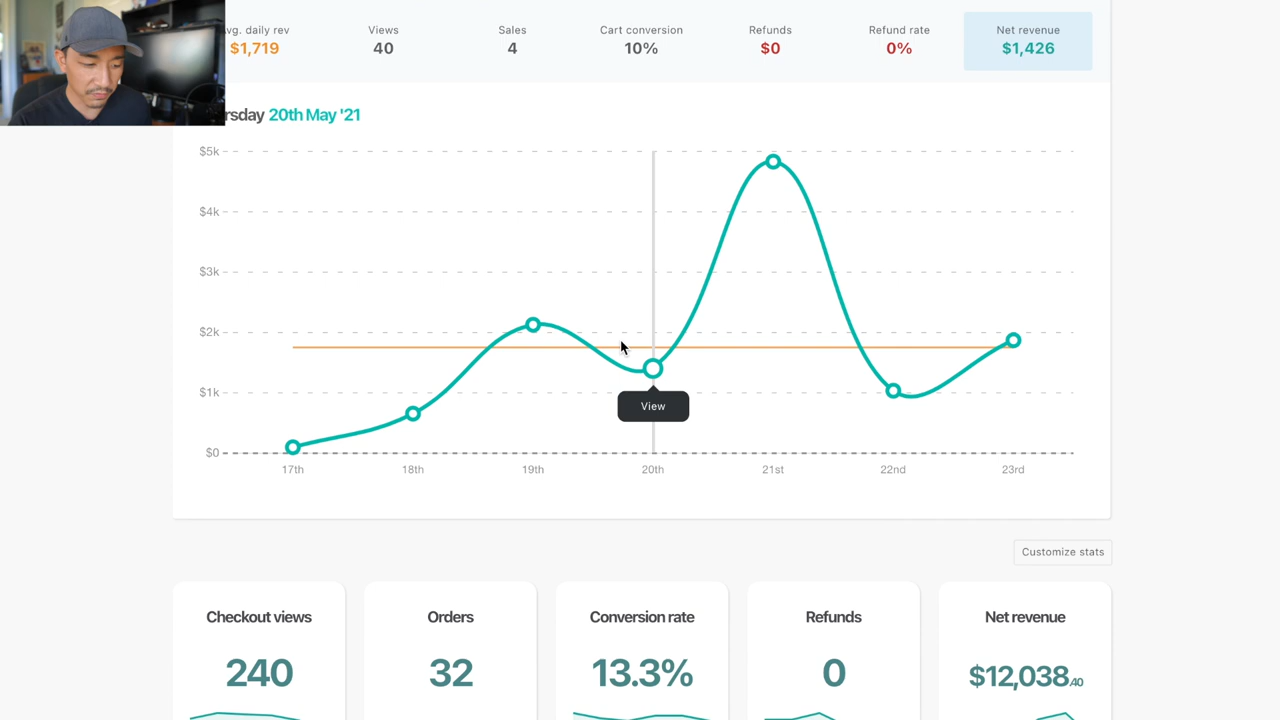 vg. daily rev Views Sales Cart conversion Refunds Refund rate Net revenue
$1,719 40 4 10% $0 0% $1,426
rsday 20th May '21
$5k
$4k
$3k
$2k
$1k
View
$0
17th 18th 19th 20th 21st 22nd 23rd
Customize stats
Checkout views Orders Conversion rate Refunds Net revenue
240 32 13.3% 0 $12,038.40